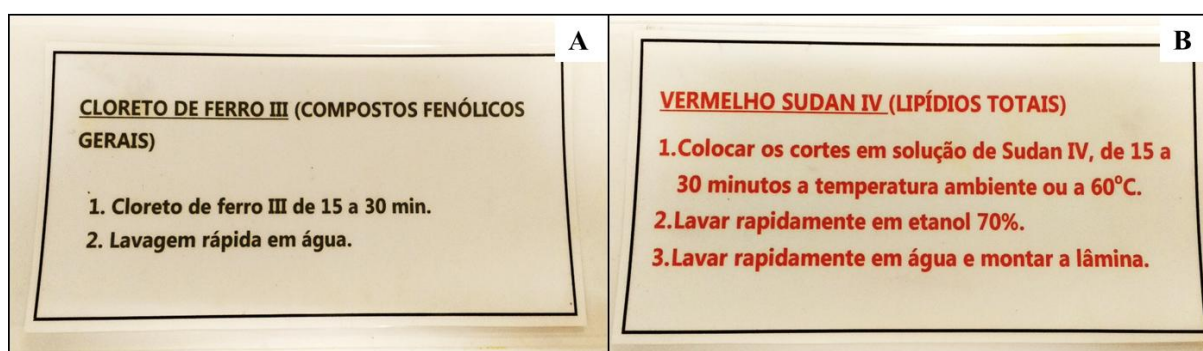 A
CLORETO DE FERRO III (COMPOSTOS FENÓLICOS
GERAIS)
1. Cloreto de ferro III de 15 a 30 min.
2. Lavagem rápida em água.
B
VERMELHO SUDAN IV (LIPÍDIOS TOTAIS)
1.Colocar os cortes em solução de Sudan IV, de 15 a
30 minutos a temperatura ambiente ou a 60°C.
2.Lavar rapidamente em etanol 70%.
3.Lavar rapidamente em água e montar a lâmina.